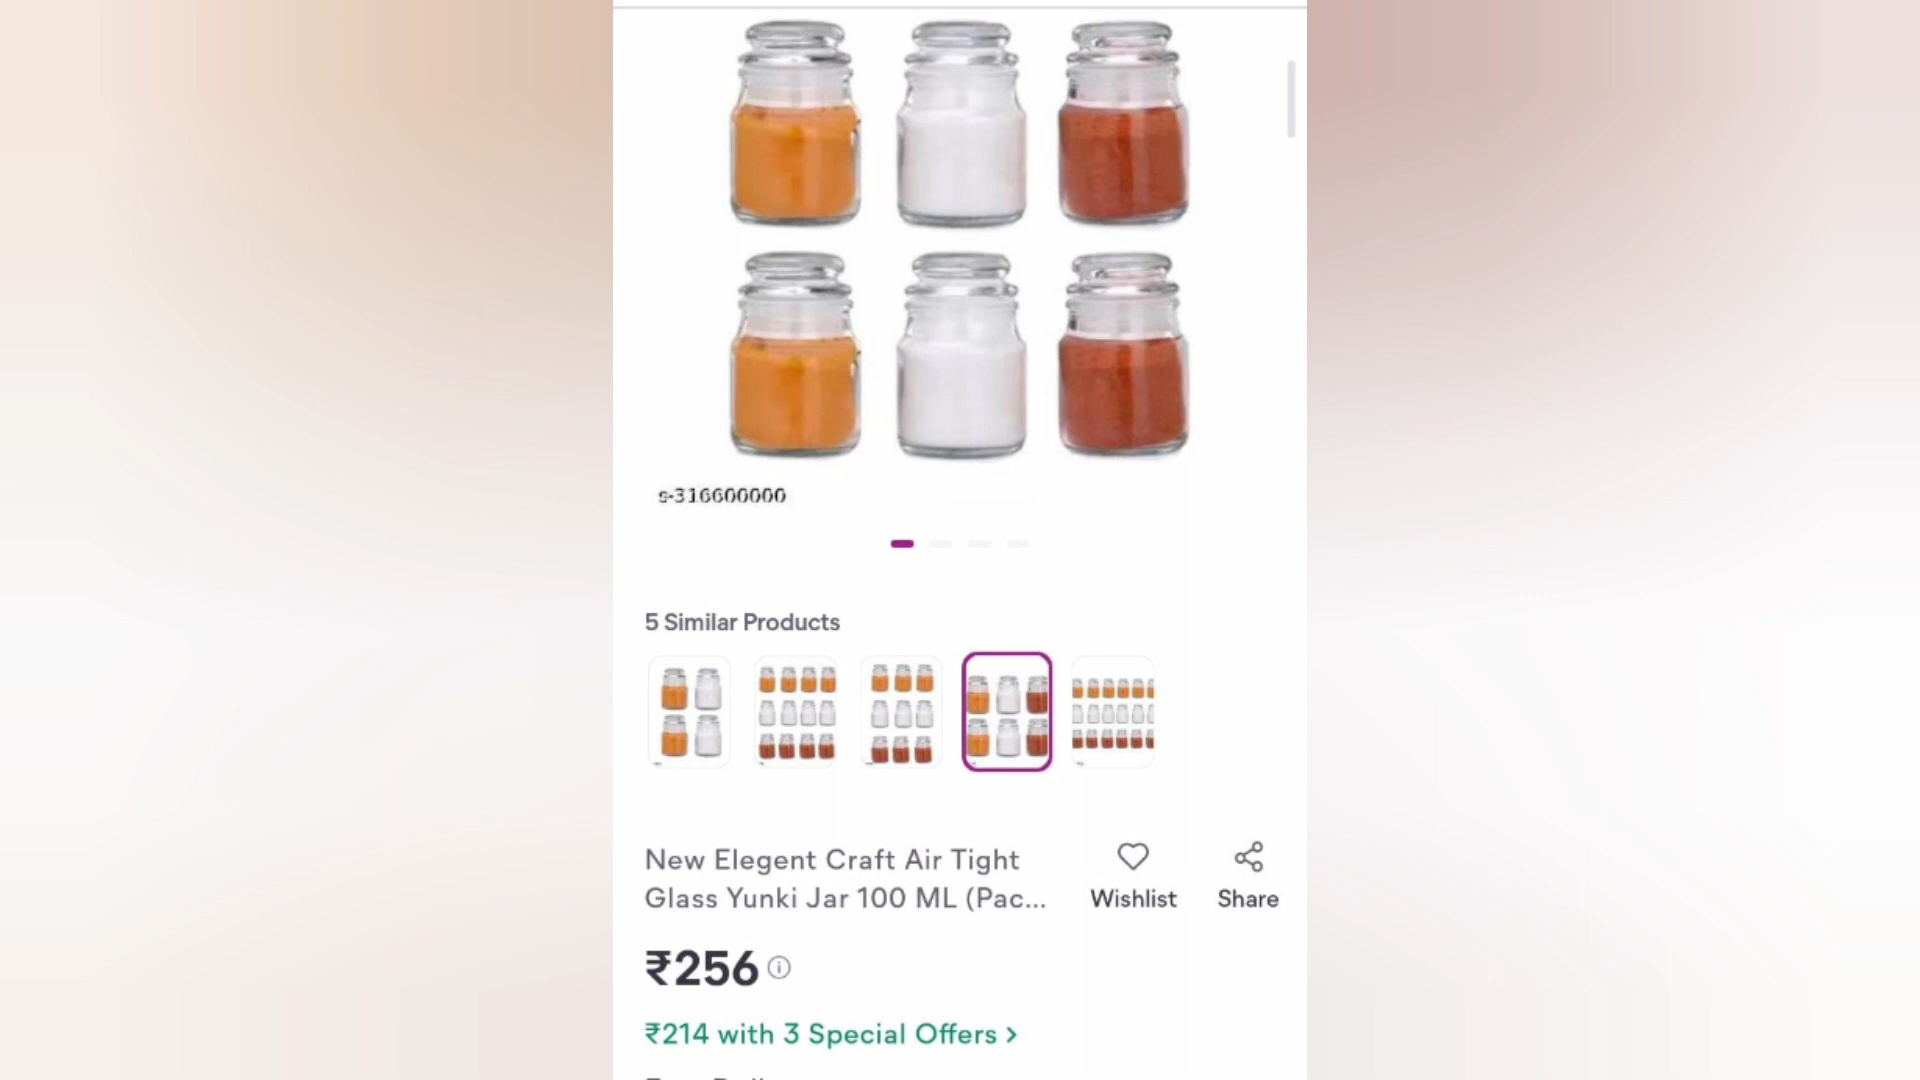 s-316600000
5 Similar Products
New Elegent Craft Air Tight
Glass Yunki Jar 100 ML (Pac...
Wishlist
Share
₹256
₹214 with 3 Special Offers >